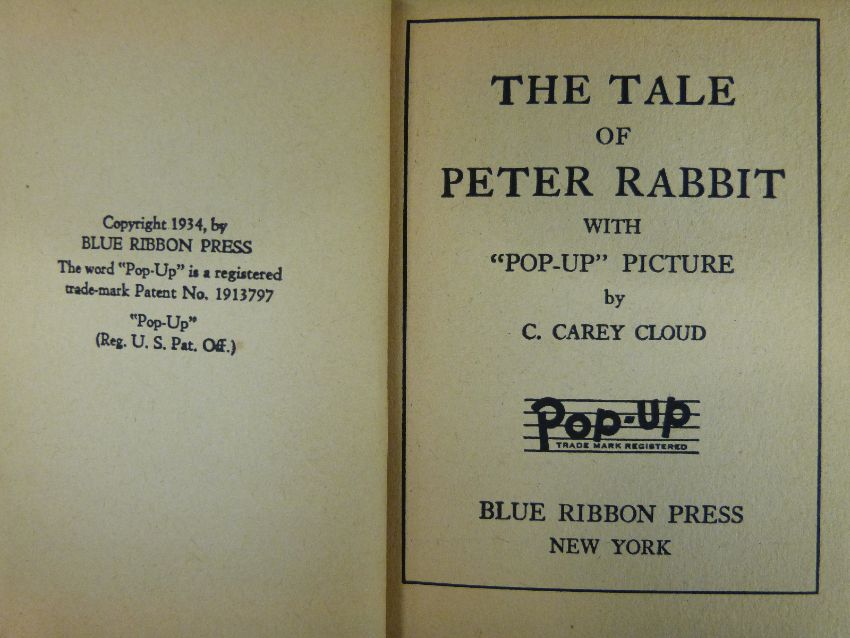 Copyright 1934, by
BLUE RIBBON PRESS
The word "Pop-Up" is a registered
trade-mark Patent No. 1913797
"Pop-Up"
(Reg. U. S. Pat. Off.)
THE TALE
OF
PETER RABBIT
WITH
"POP-UP" PICTURE
by
C. CAREY CLOUD
Pop-up
TRADE MARK REGISTERED
BLUE RIBBON PRESS
NEW YORK